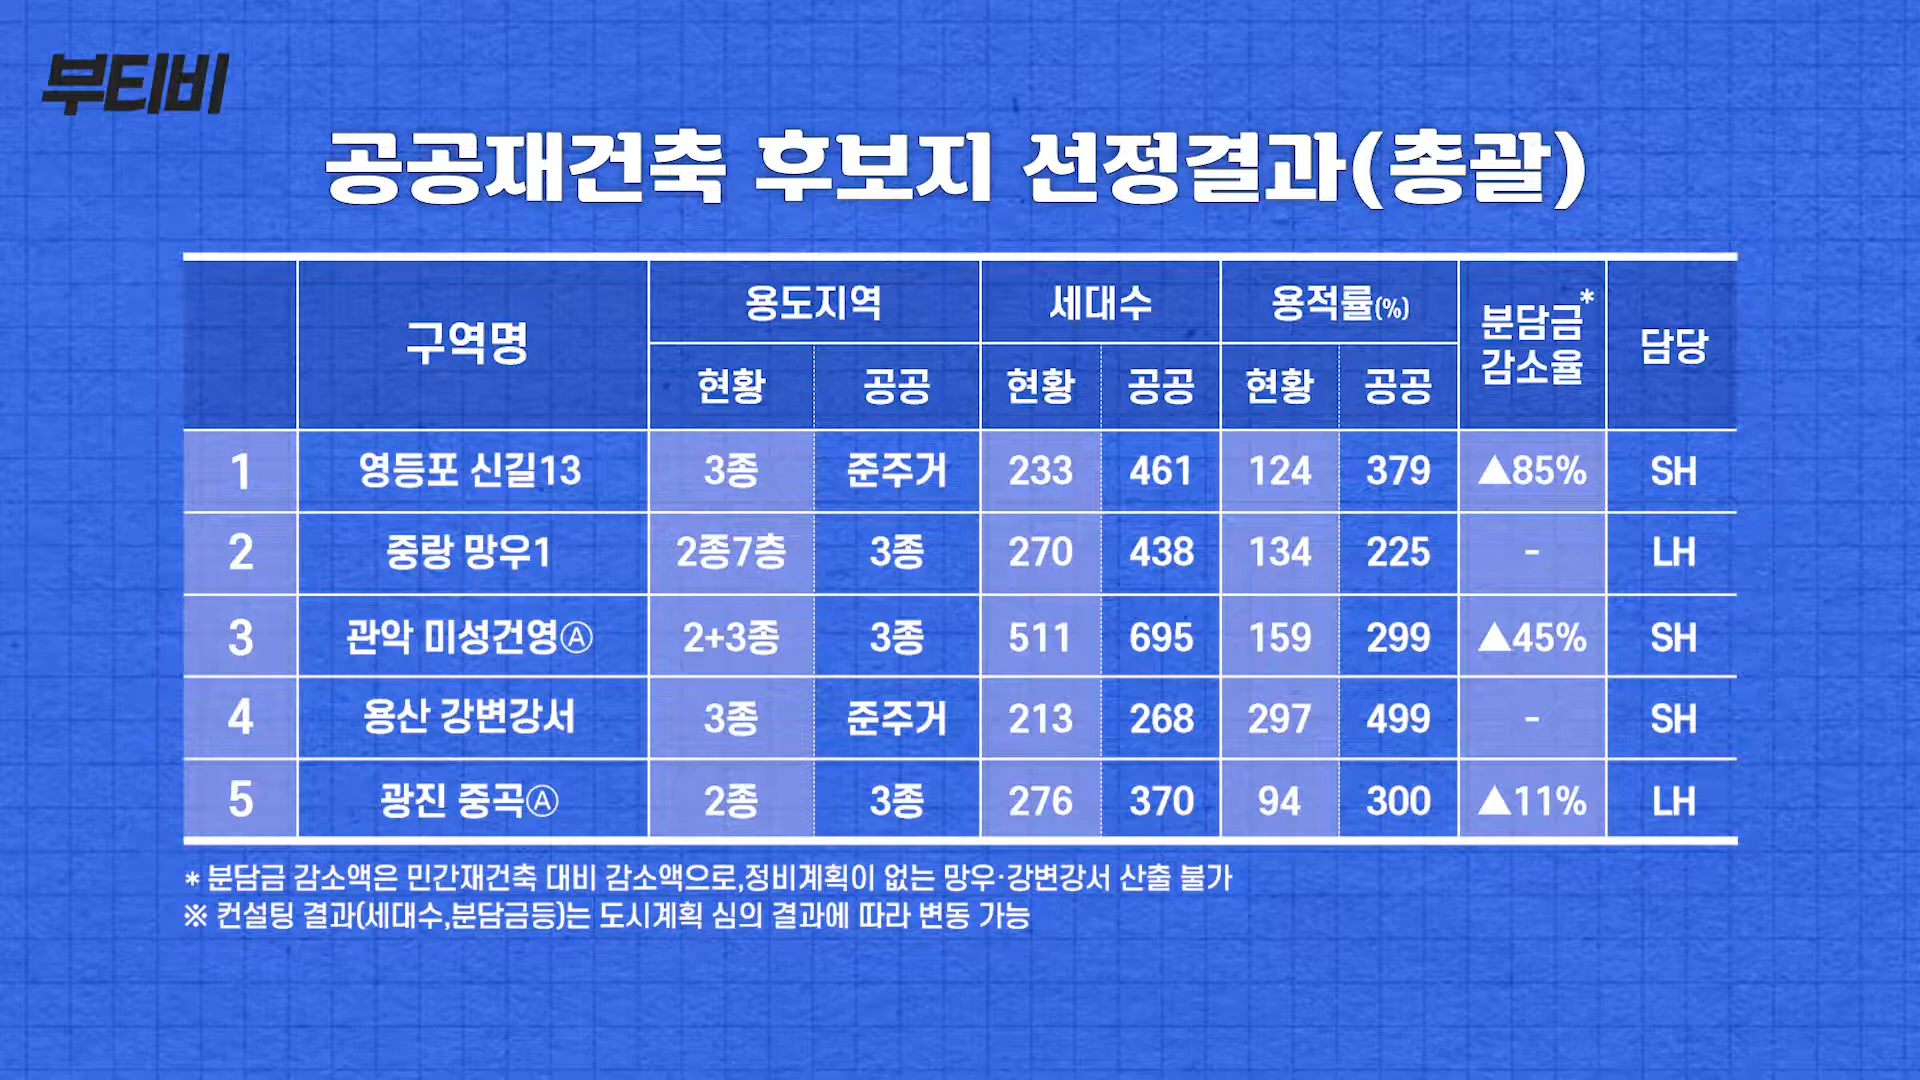 부티비
공공재건축 후보지 선정결과(총괄)
구역명 용도지역 세대수 용적률(%) 분담금* 감소율 담당
현황 공공 현황 공공 현황 공공
1 영등포 신길13 3종 준주거 233 461 124 379 ▲85% SH
2 중랑 망우1 2종7층 3종 270 438 134 225 - LH
3 관악 미성건영Ⓐ 2+3종 3종 511 695 159 299 ▲45% SH
4 용산 강변강서 3종 준주거 213 268 297 499 - SH
5 광진 중곡Ⓐ 2종 3종 276 370 94 300 ▲11% LH
* 분담금 감소액은 민간재건축 대비 감소액으로,정비계획이 없는 망우·강변강서 산출 불가
※ 컨설팅 결과(세대수,분담금등)는 도시계획 심의 결과에 따라 변동 가능